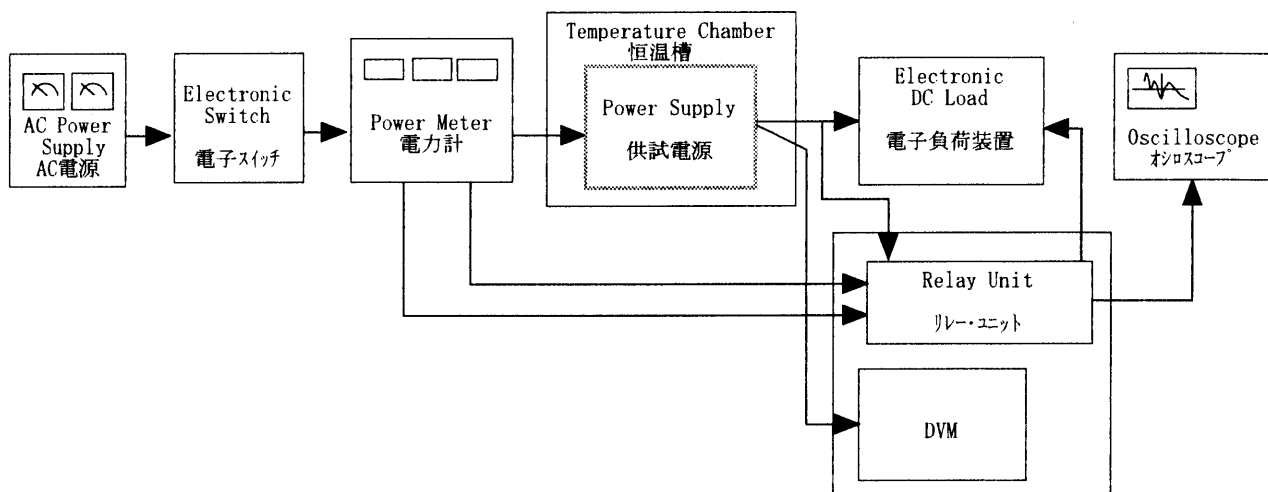 AC Power
Supply
AC電源
Electronic
Switch
電子スイッチ
Power Meter
電力計
Temperature Chamber
恒温槽
Power Supply
供試電源
Electronic
DC Load
電子負荷装置
Oscilloscope
オシロスコープ
Relay Unit
リレー・ユニット
DVM